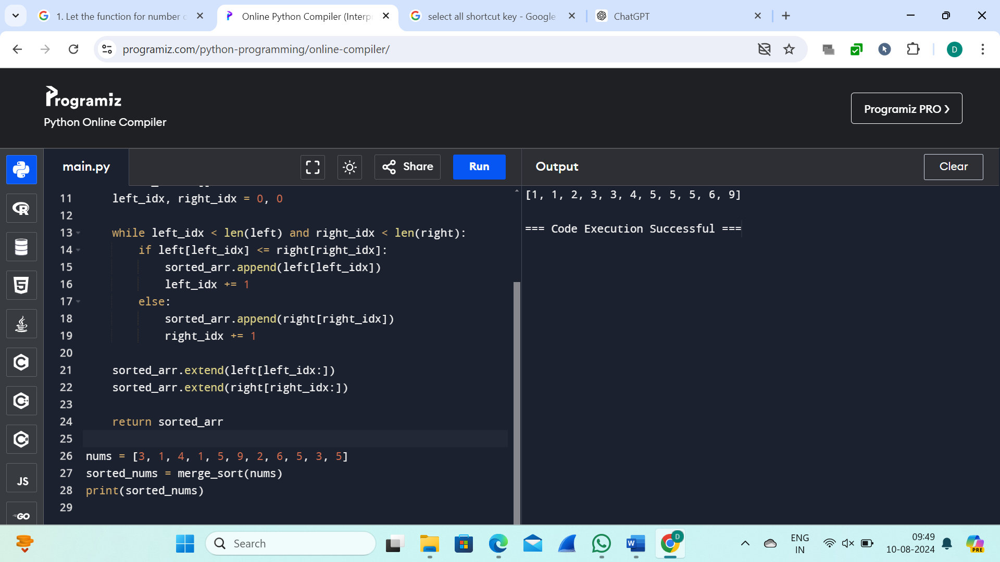 1. Let the function for number
Online Python Compiler (Interp
select all shortcut key - Google
ChatGPT
programiz.com/python-programming/online-compiler/
D
Programiz
Python Online Compiler
Programiz PRO ❯
main.py
Share
Run
Output
Clear
11 left_idx, right_idx = 0, 0
12
13 while left_idx < len(left) and right_idx < len(right):
14 if left[left_idx] <= right[right_idx]:
15 sorted_arr.append(left[left_idx])
16 left_idx += 1
17 else:
18 sorted_arr.append(right[right_idx])
19 right_idx += 1
20
21 sorted_arr.extend(left[left_idx:])
22 sorted_arr.extend(right[right_idx:])
23
24 return sorted_arr
25
26 nums = [3, 1, 4, 1, 5, 9, 2, 6, 5, 3, 5]
27 sorted_nums = merge_sort(nums)
28 print(sorted_nums)
29
[1, 1, 2, 3, 3, 4, 5, 5, 5, 6, 9]
=== Code Execution Successful ===
JS
GO
Search
D
ENG
IN
09:49
10-08-2024
PRE